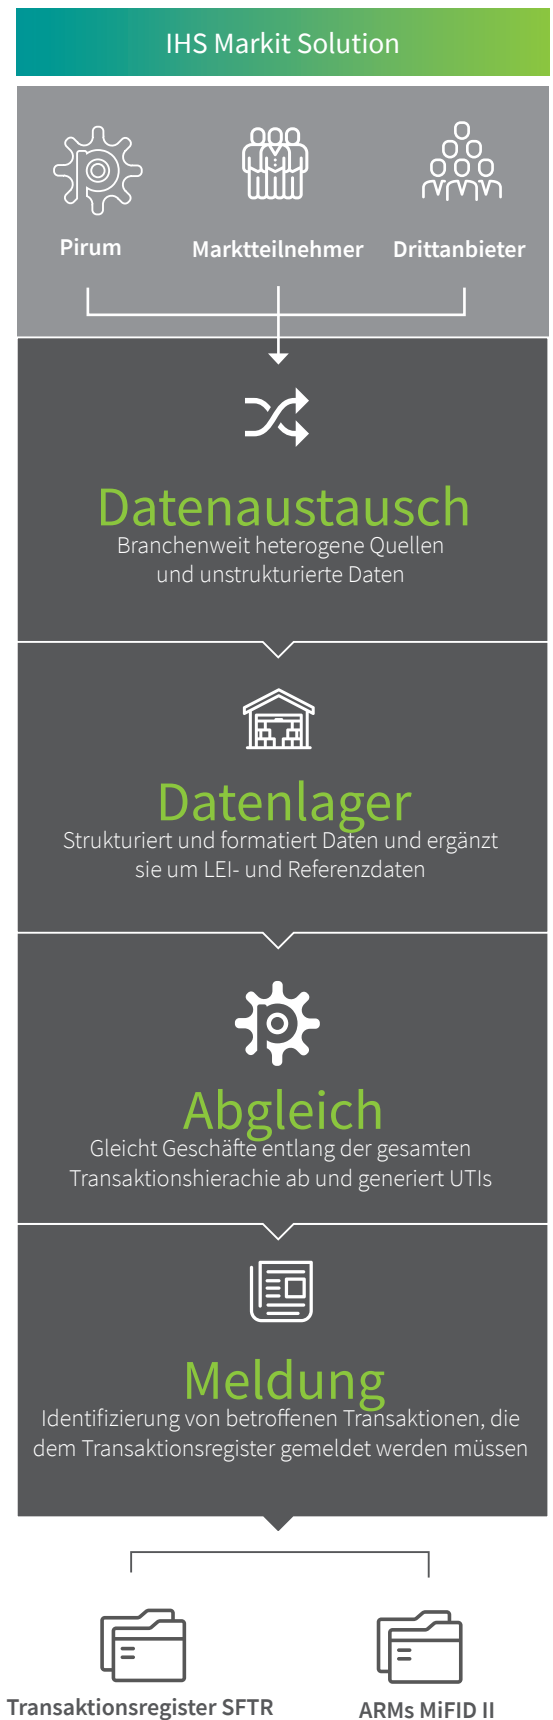 IHS Markit Solution
Pirum
Marktteilnehmer
Drittanbieter
Datenaustausch
Branchenweit heterogene Quellen
und unstrukturierte Daten
Datenlager
Strukturiert und formatiert Daten und ergänzt
sie um LEI- und Referenzdaten
Abgleich
Gleicht Geschäfte entlang der gesamten
Transaktionshierachie ab und generiert UTIs
Meldung
Identifizierung von betroffenen Transaktionen, die
dem Transaktionsregister gemeldet werden müssen
Transaktionsregister SFTR
ARMs MiFID II